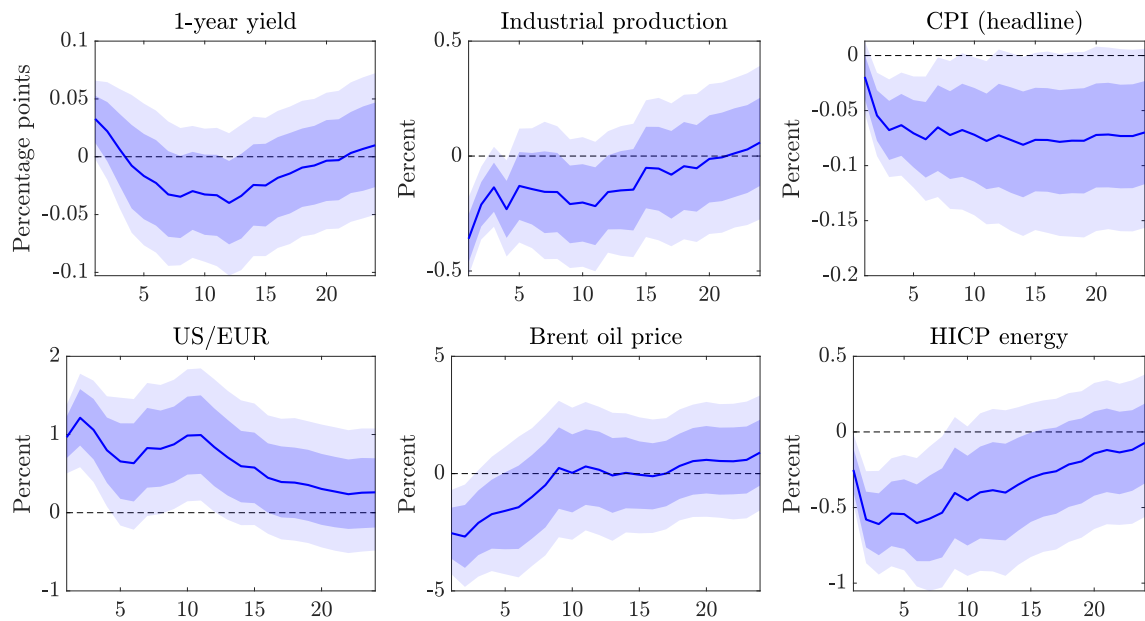 1-year yield
Industrial production
CPI (headline)
Percentage points
0.1
0.05
0
-0.05
-0.1
5 10 15 20
Percent
0.5
0
-0.5
5 10 15 20
Percent
0
-0.05
-0.1
-0.15
-0.2
5 10 15 20
US/EUR
Brent oil price
HICP energy
Percent
2
1
0
1
5 10 15 20
Percent
5
0
-5
5 10 15 20
Percent
0.5
0
-0.5
-1
5 10 15 20